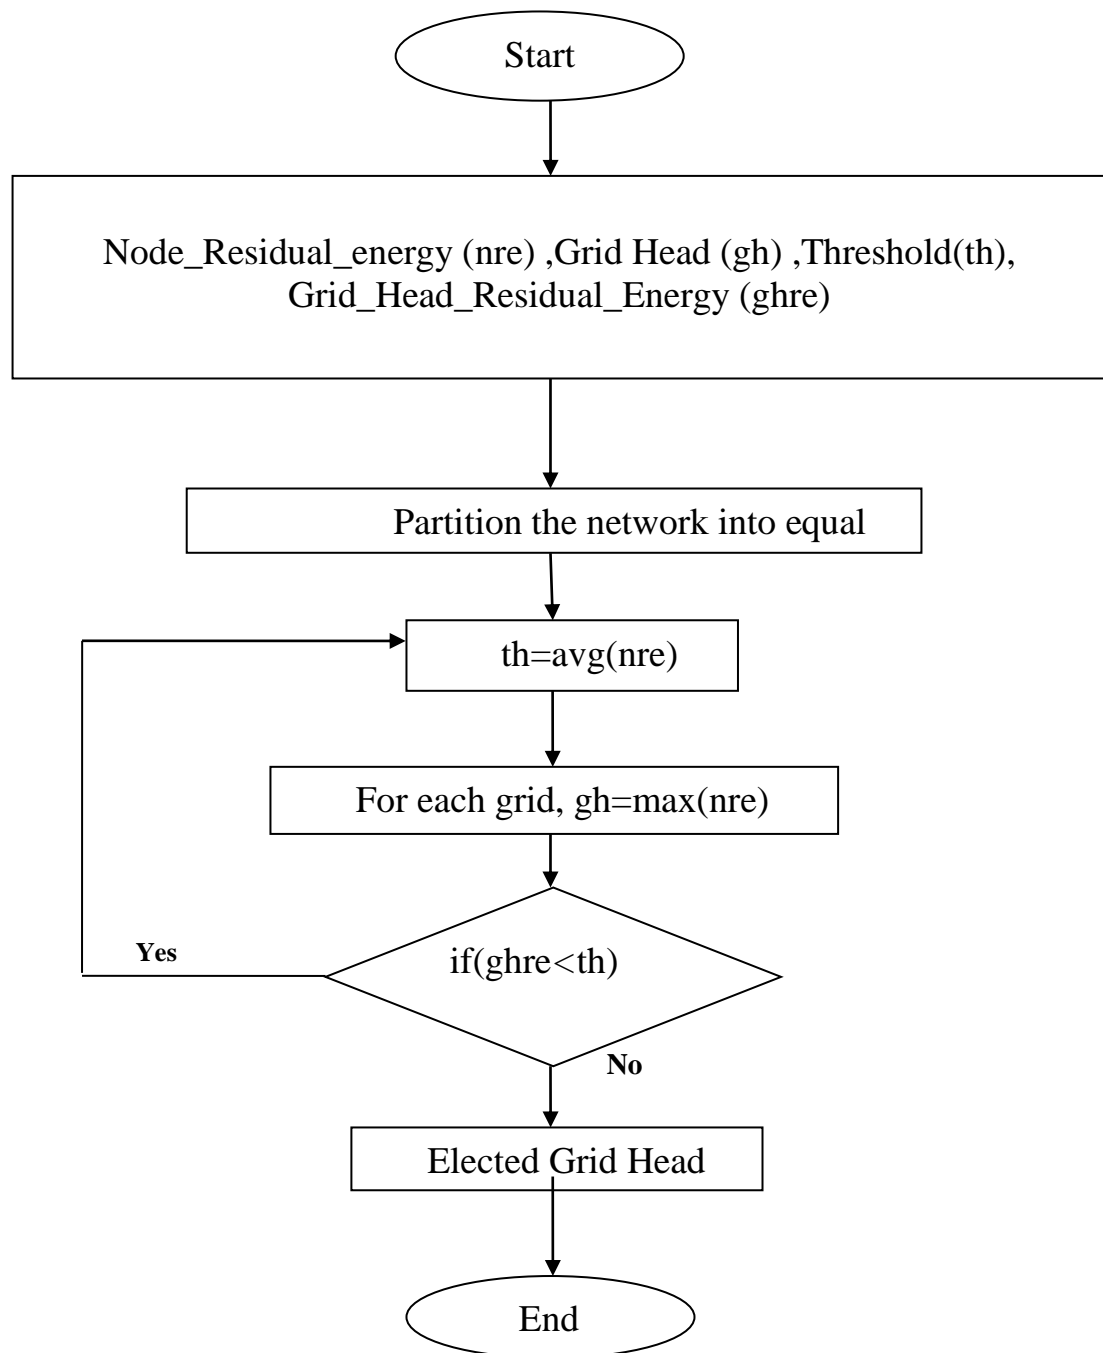 Start
Node_Residual_energy (nre) ,Grid Head (gh) ,Threshold(th),
Grid_Head_Residual_Energy (ghre)
Partition the network into equal
th=avg(nre)
For each grid, gh=max(nre)
if(ghre<th)
Yes
No
Elected Grid Head
End